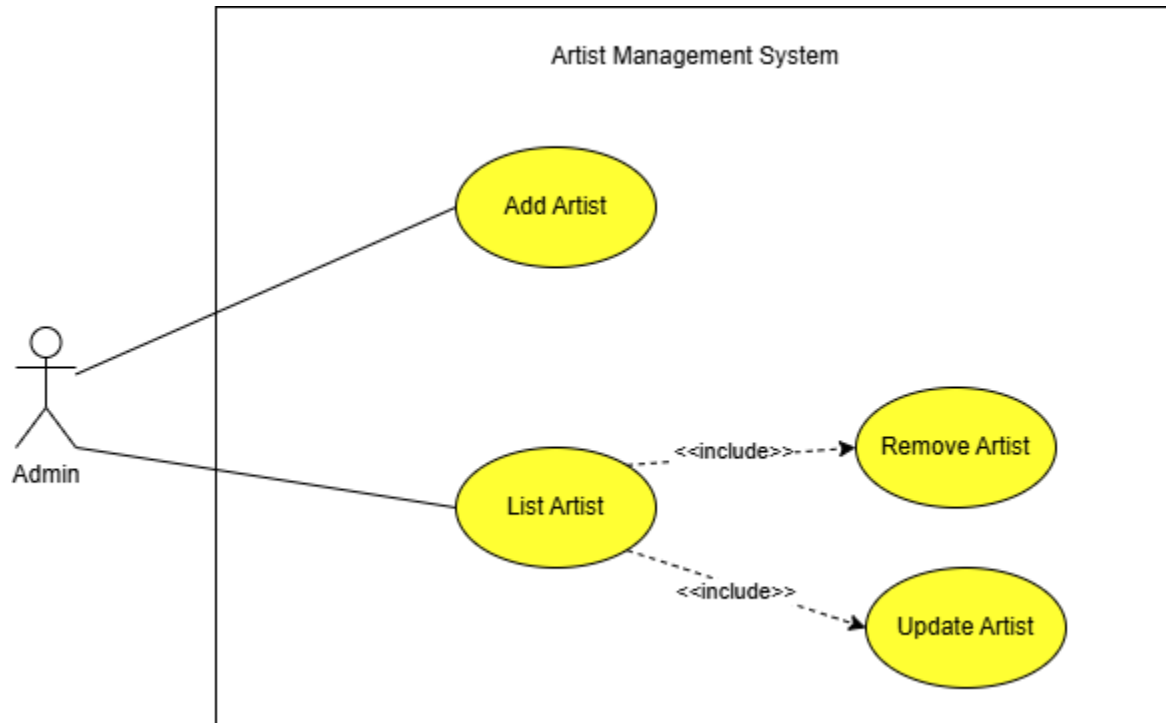 Artist Management System
Add Artist
Admin
List Artist
<<include>>
Remove Artist
<<include>>
Update Artist